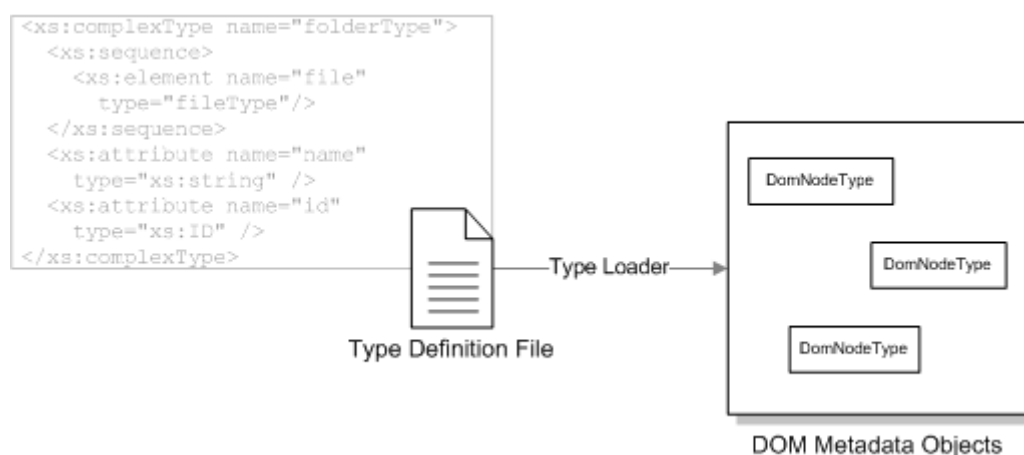 <xs:complexType name="folderType">
<xs:sequence>
<xs:element name="file"
type="fileType"/>
</xs:sequence>
<xs:attribute name="name"
type="xs:string" />
<xs:attribute name="id"
type="xs:ID" />
</xs:complexType>
Type Definition File
Type Loader
DomNodeType
DomNodeType
DomNodeType
DOM Metadata Objects